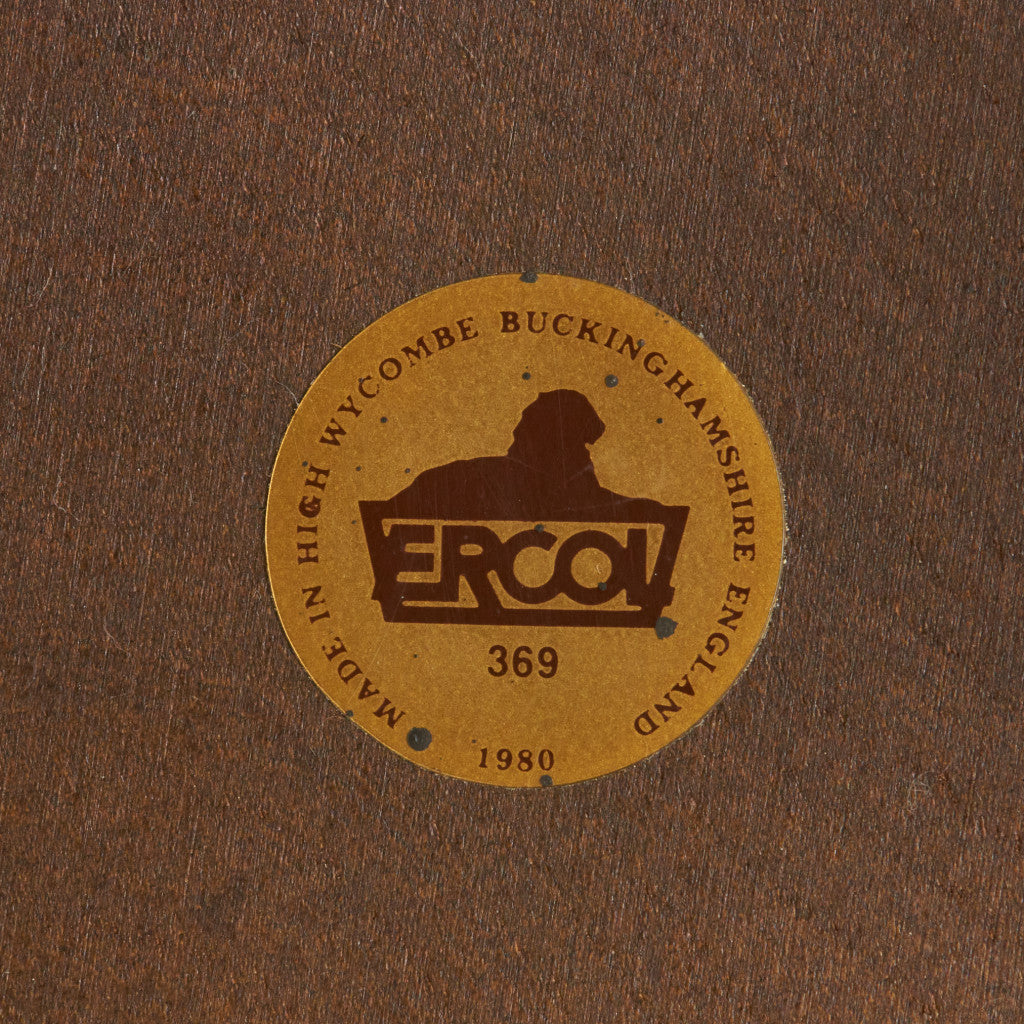 MADE IN HIGH WYCOMBE BUCKINGHAMSHIRE ENGLAND
ERCOL
369
1980